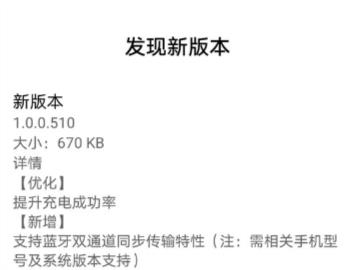 发现新版本
新版本
1.0.0.510
大小：670 KB
详情
【优化】
提升充电成功率
【新增】
支持蓝牙双通道同步传输特性（注：需相关手机型
号及系统版本支持）